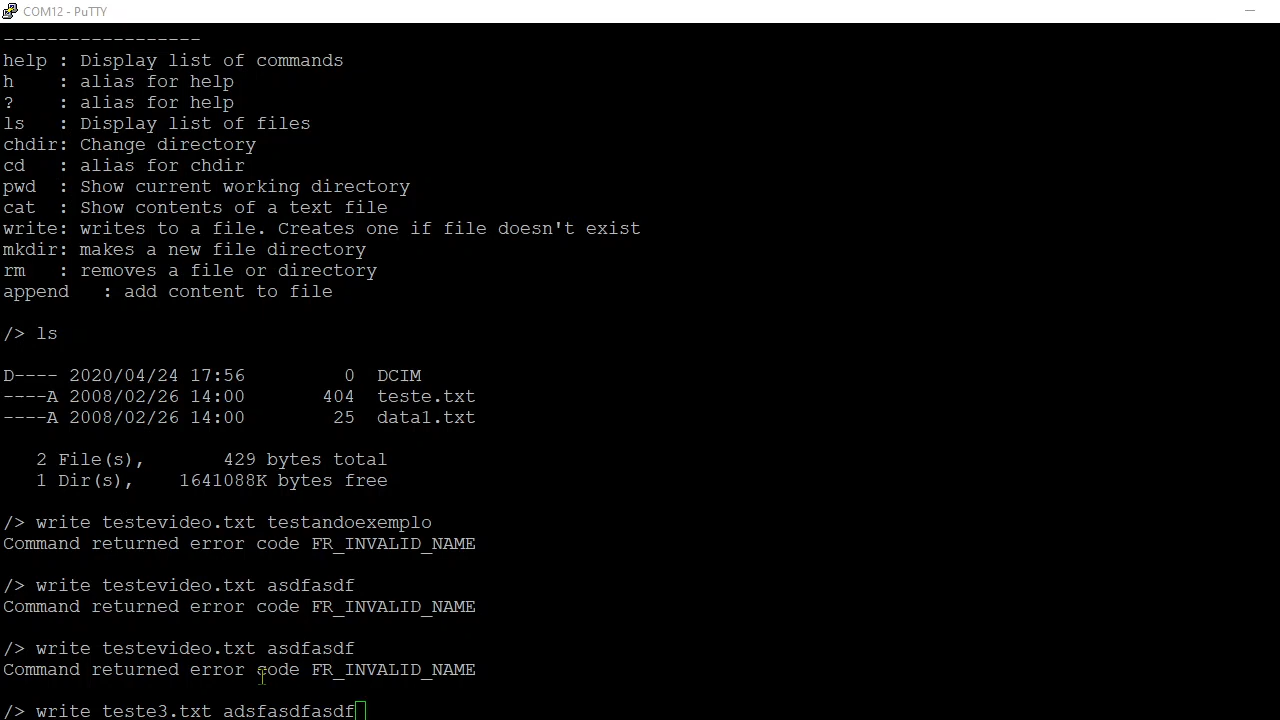 COM12 - PuTTY
------------------
help : Display list of commands
h    : alias for help
?    : alias for help
ls   : Display list of files
chdir: Change directory
cd   : alias for chdir
pwd  : Show current working directory
cat  : Show contents of a text file
write: writes to a file. Creates one if file doesn't exist
mkdir: makes a new file directory
rm   : removes a file or directory
append   : add content to file
/> ls
D---- 2020/04/24 17:56         0  DCIM
----A 2008/02/26 14:00       404  teste.txt
----A 2008/02/26 14:00        25  data1.txt
   2 File(s),       429 bytes total
   1 Dir(s),   1641088K bytes free
/> write testevideo.txt testandoexemplo
Command returned error code FR_INVALID_NAME
/> write testevideo.txt asdfasdf
Command returned error code FR_INVALID_NAME
/> write testevideo.txt asdfasdf
Command returned error code FR_INVALID_NAME
/> write teste3.txt adsfasdfasdf